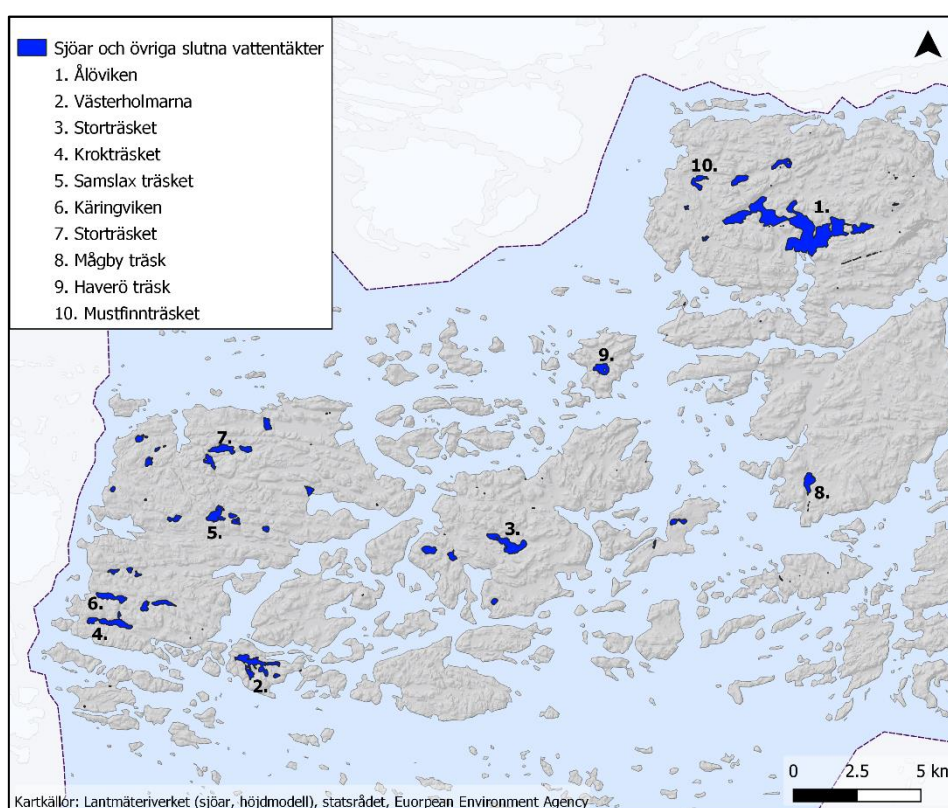 Sjöar och övriga slutna vattentäkter
1. Ålöviken
2. Västerholmarna
3. Storträsket
4. Krokträsket
5. Samslax träsket
6. Käringviken
7. Storträsket
8. Mågby träsk
9. Haverö träsk
10. Mustfinnträsket
10.
1.
9.
7.
8.
5.
3.
6.
4.
2.
0 2.5 5 km
Kartkällor: Lantmäteriverket (sjöar, höjdmodell), statsrådet, Euorpean Environment Agency